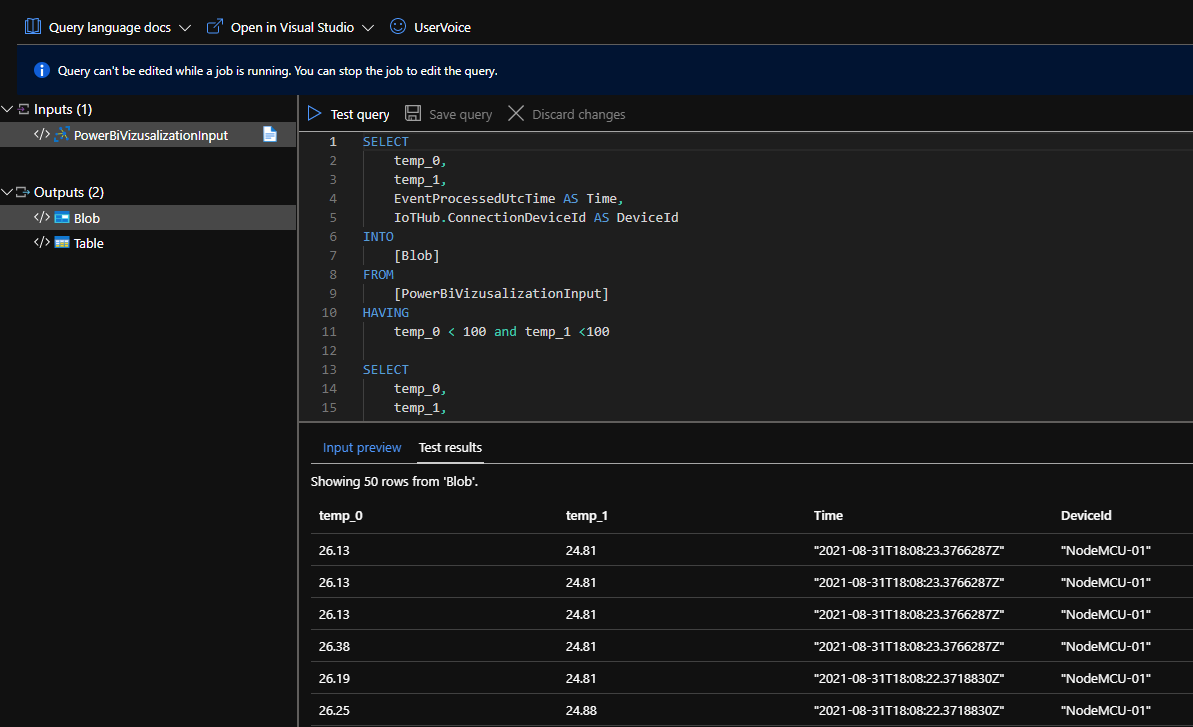 Query language docs Open in Visual Studio UserVoice
Query can't be edited while a job is running. You can stop the job to edit the query.
Inputs (1)
PowerBiVizusalizationInput
Outputs (2)
Blob
Table
Test query Save query Discard changes
1 SELECT
2 temp_0,
3 temp_1,
4 EventProcessedUtcTime AS Time,
5 IoTHub.ConnectionDeviceId AS DeviceId
6 INTO
7 [Blob]
8 FROM
9 [PowerBiVizusalizationInput]
10 HAVING
11 temp_0 < 100 and temp_1 <100
12
13 SELECT
14 temp_0,
15 temp_1,
Input preview Test results
Showing 50 rows from 'Blob'.
temp_0 temp_1 Time DeviceId
26.13 24.81 "2021-08-31T18:08:23.3766287Z" "NodeMCU-01"
26.13 24.81 "2021-08-31T18:08:23.3766287Z" "NodeMCU-01"
26.13 24.81 "2021-08-31T18:08:23.3766287Z" "NodeMCU-01"
26.38 24.81 "2021-08-31T18:08:23.3766287Z" "NodeMCU-01"
26.19 24.81 "2021-08-31T18:08:22.3718830Z" "NodeMCU-01"
26.25 24.88 "2021-08-31T18:08:22.3718830Z" "NodeMCU-01"